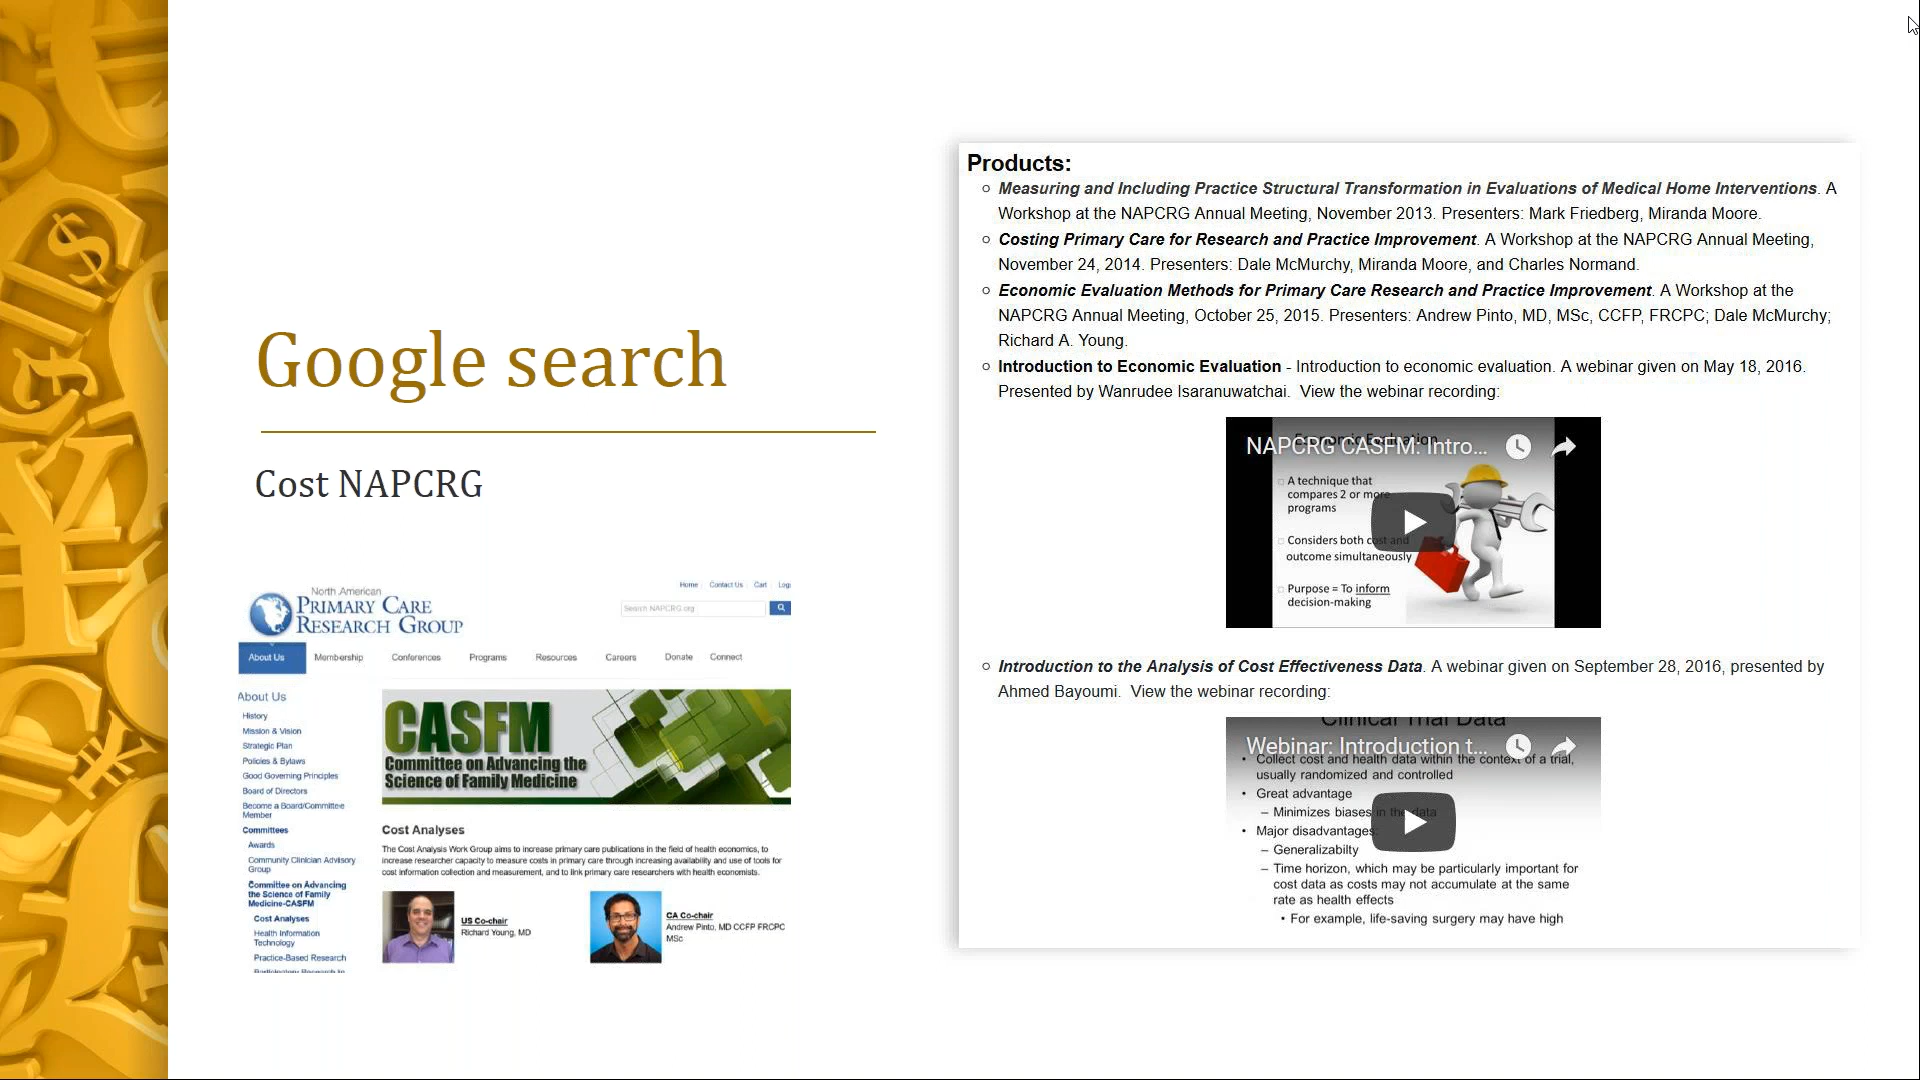 Google search
Cost NAPCRG
North American
PRIMARY CARE
RESEARCH GROUP
Home Contact Us Cart
Search NAPCRG.org
About Us Membership Conferences Programs Resources Careers Donate Connect
About Us
History
Mission & Vision
Strategic Plan
Policies & Bylaws
Good Governing Principles
Board of Directors
Become a Board/Committee
Member
Committees
Awards
Community Clinician Advisory
Group
Committee on Advancing
the Science of Family
Medicine-CASFM
Cost Analyses
Health Information
Technology
Practice-Based Research
CASFM
Committee on Advancing the
Science of Family Medicine
Cost Analyses
The Cost Analysis Work Group aims to increase primary care publications in the field of health economics, to
increase researcher capacity to measure costs in primary care through increasing availability and use of tools for
cost information collection and measurement, and to link primary care researchers with health economists.
US Co-chair
Richard Young, MD
CA Co-chair
Andrew Pinto, MD CCFP FRCPC
MSc
Products:
Measuring and Including Practice Structural Transformation in Evaluations of Medical Home Interventions. A
Workshop at the NAPCRG Annual Meeting, November 2013. Presenters: Mark Friedberg, Miranda Moore.
Costing Primary Care for Research and Practice Improvement. A Workshop at the NAPCRG Annual Meeting,
November 24, 2014. Presenters: Dale McMurchy, Miranda Moore, and Charles Normand.
Economic Evaluation Methods for Primary Care Research and Practice Improvement. A Workshop at the
NAPCRG Annual Meeting, October 25, 2015. Presenters: Andrew Pinto, MD, MSc, CCFP, FRCPC; Dale McMurchy;
Richard A. Young.
Introduction to Economic Evaluation - Introduction to economic evaluation. A webinar given on May 18, 2016.
Presented by Wanrudee Isaranuwatchai. View the webinar recording:
NAPCRG CASFM: Intro...
A technique that
compares 2 or more
programs
Considers both cost and
outcome simultaneously
Purpose = To inform
decision-making
Introduction to the Analysis of Cost Effectiveness Data. A webinar given on September 28, 2016, presented by
Ahmed Bayoumi. View the webinar recording:
Clinical Trial Data
Webinar: Introduction t...
• Collect cost and health data within the context of a trial,
usually randomized and controlled
• Great advantage
– Minimizes biases in the data
• Major disadvantages:
– Generalizabilty
– Time horizon, which may be particularly important for
cost data as costs may not accumulate at the same
rate as health effects
• For example, life-saving surgery may have high